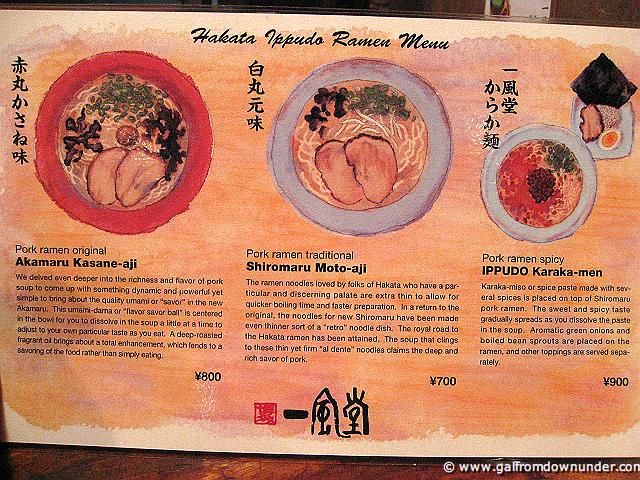 Hakata Ippudo Ramen Menu
赤丸かさね味
Pork ramen original
Akamaru Kasane-aji
We delved even deeper into the richness and flavor of pork
soup to come up with something dynamic and powerful yet
simple to bring about the quality umami or "savor" in the new
Akamaru. This umami-dama or "flavor savor ball" is centered
in the bowl for you to dissolve in the soup a little at a time to
adjust to your own particular taste as you eat. A deep-roasted
fragrant oil brings about a total enhancement, which lends to a
savoring of the food rather than simply eating.
¥800
白丸元味
Pork ramen traditional
Shiromaru Moto-aji
The ramen noodles loved by folks of Hakata who have a par-
ticular and discerning palate are extra thin to allow for
quicker boiling time and faster preparation. In a return to the
original, the noodles for new Shiromaru have been made
even thinner sort of a "retro" noodle dish. The royal road to
the Hakata ramen has been attained. The soup that clings
to these thin yet firm "al dente" noodles claims the deep and
rich savor of pork.
¥700
一風堂
からか麺
Pork ramen spicy
IPPUDO Karaka-men
Karaka-miso or spice paste made with sev-
eral spices is placed on top of Shiromaru
pork ramen. The sweet and spicy taste
gradually spreads as you dissolve the paste
in the soup. Aromatic green onions and
boiled bean sprouts are placed on the
ramen, and other toppings are served sepa-
rately.
¥900
一風堂
© www.galfromdownunder.com